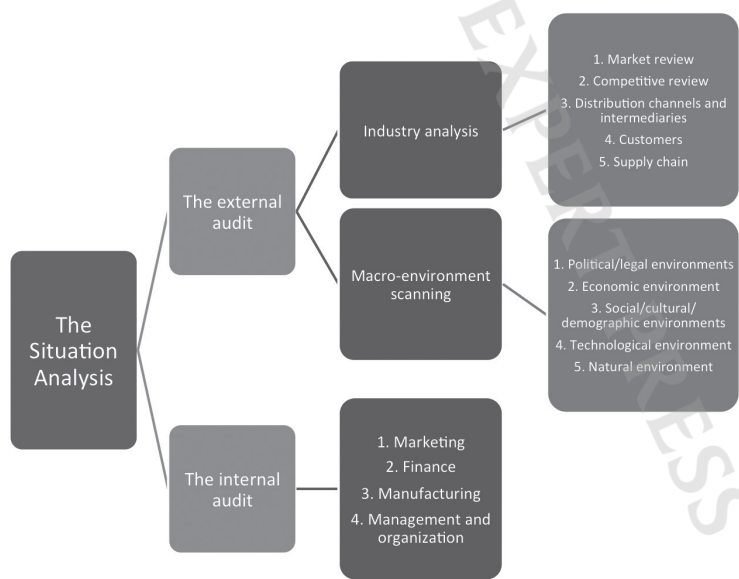 The
Situation
Analysis
The external
audit
Industry analysis
1. Market review
2. Competitive review
3. Distribution channels and
intermediaries
4. Customers
5. Supply chain
Macro-environment
scanning
1. Political/legal environments
2. Economic environment
3. Social/cultural/
demographic environments
4. Technological environment
5. Natural environment
The internal
audit
1. Marketing
2. Finance
3. Manufacturing
4. Management and
organization
EXPERT PRESS